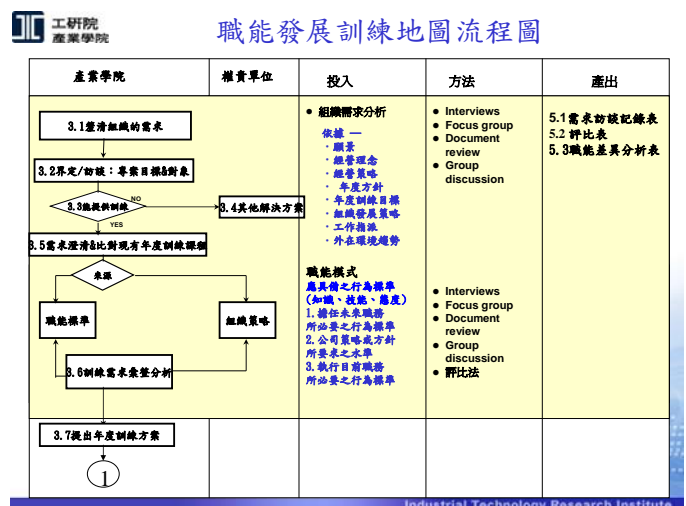 工研院
產業學院
職能發展訓練地圖流程圖
產業學院
權責單位
投入
方法
產出
3.1釐清組織的需求
3.2界定/訪談：專案目標&對象
3.3能提供訓練
NO
YES
3.4其他解決方案
3.5需求澄清&比對現有年度訓練課程
來源
職能標準
組織策略
3.6訓練需求彙整分析
3.7提出年度訓練方案
1
● 組織需求分析
依據 —
‧願景
‧經營理念
‧經營策略
‧ 年度方針
‧年度訓練目標
‧組織發展策略
‧工作指派
‧外在環境趨勢
職能模式
應具備之行為標準
(知識、技能、態度)
1.擔任未來職務
所必要之行為標準
2.公司策略或方針
所要求之水準
3.執行目前職務
所必要之行為標準
● Interviews
● Focus group
● Document
review
● Group
discussion
● Interviews
● Focus group
● Document
review
● Group
discussion
● 評比法
5.1需求訪談記錄表
5.2 評比表
5.3職能差異分析表
Industrial Technology Research Institute